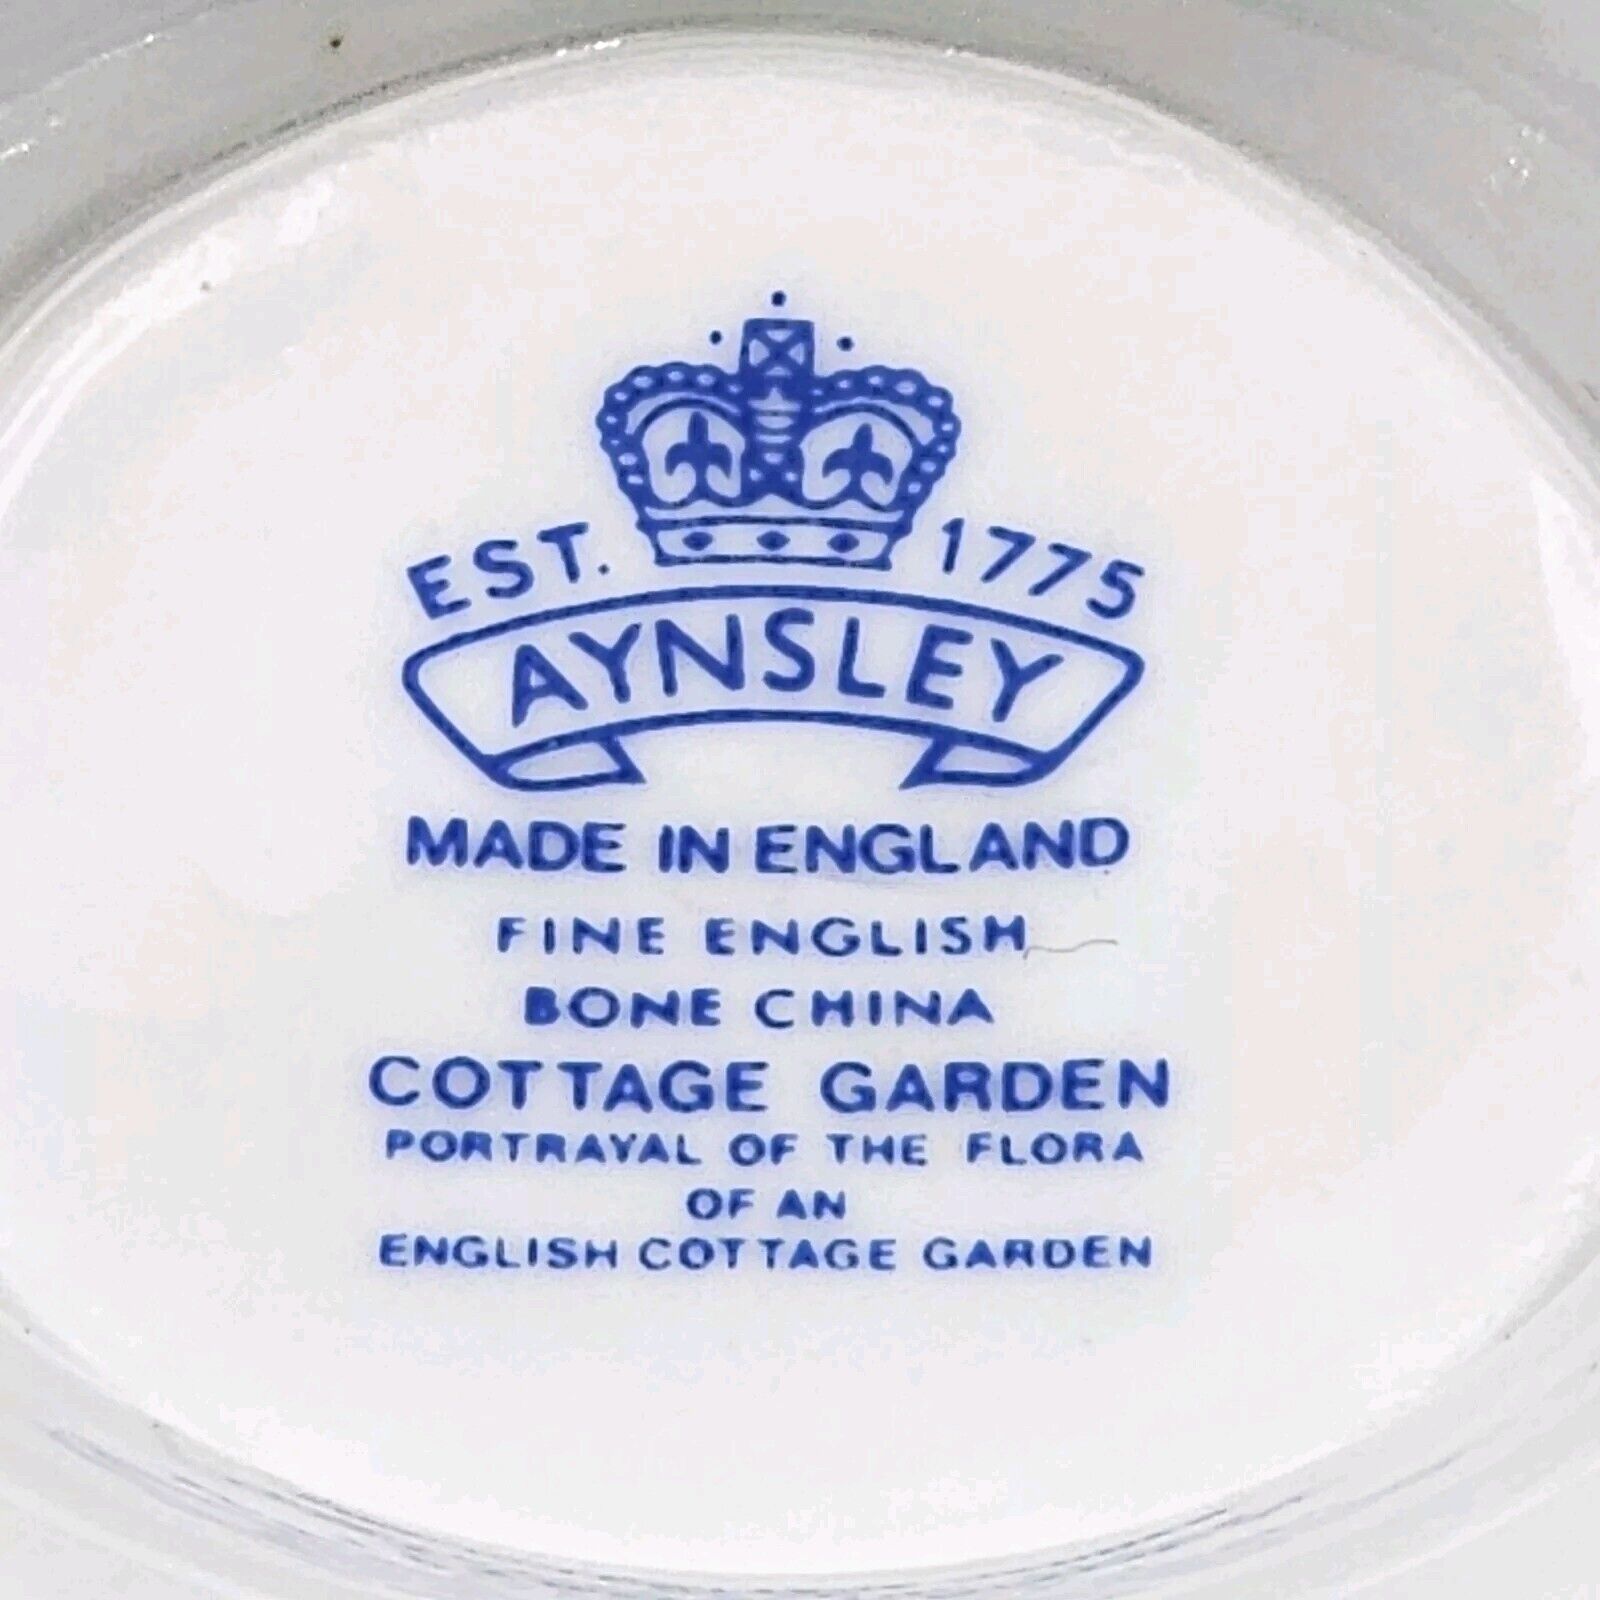 EST. 1775
AYNSLEY
MADE IN ENGLAND
FINE ENGLISH
BONE CHINA
COTTAGE GARDEN
PORTRAYAL OF THE FLORA
OF AN
ENGLISH COTTAGE GARDEN